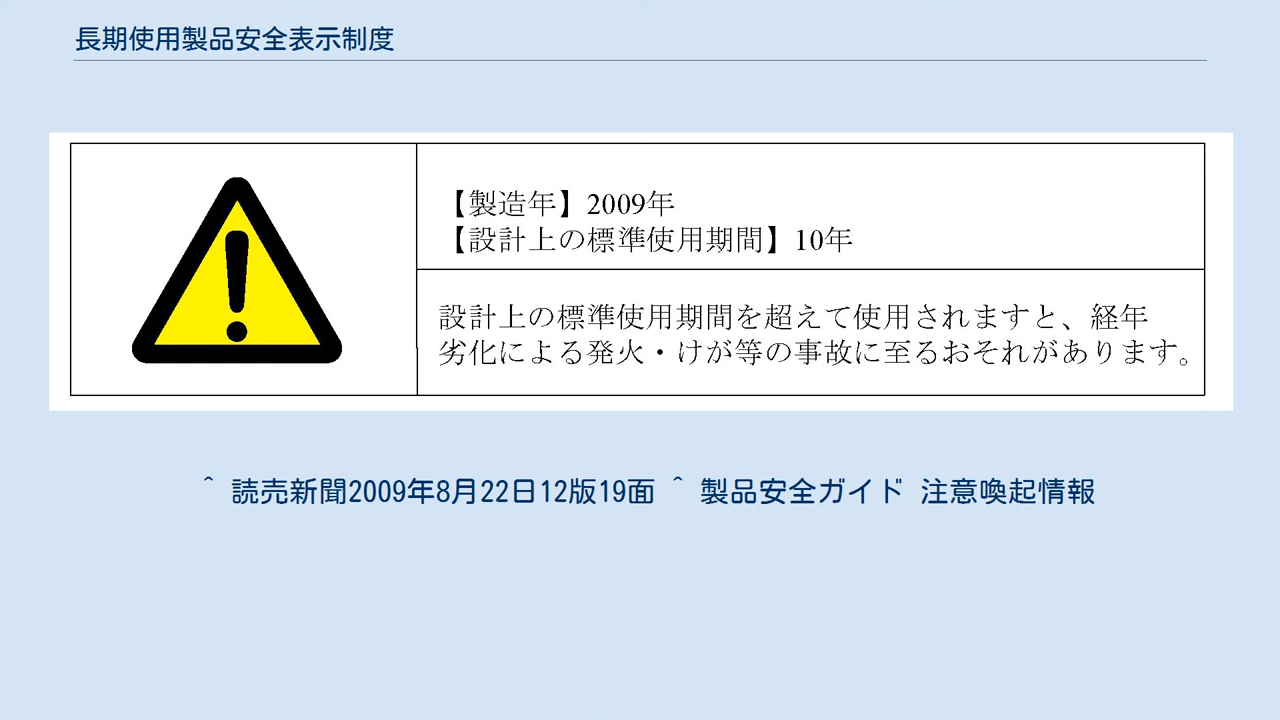 長期使用製品安全表示制度
【製造年】2009年
【設計上の標準使用期間】10年
設計上の標準使用期間を超えて使用されますと、経年
劣化による発火・けが等の事故に至るおそれがあります。
^ 読売新聞2009年8月22日12版19面 ^ 製品安全ガイド 注意喚起情報